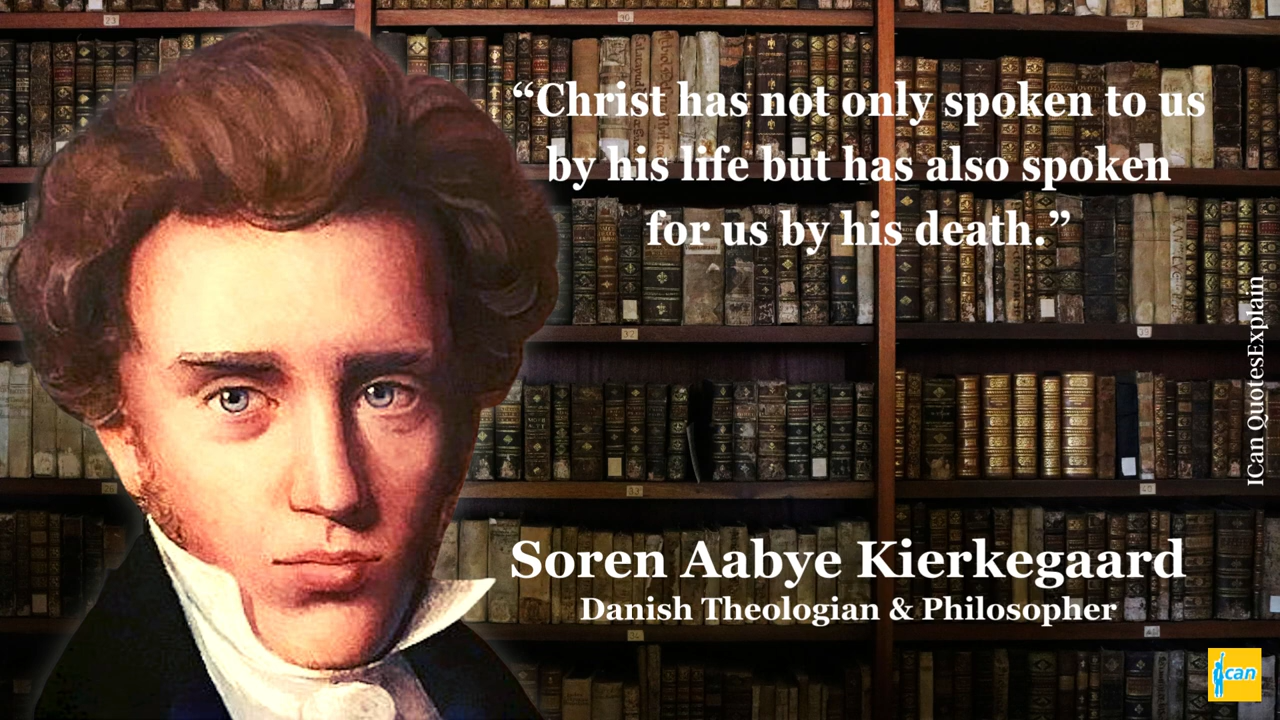 “Christ has not only spoken to us
by his life but has also spoken
for us by his death.”
ICan QuotesExplain
Soren Aabye Kierkegaard
Danish Theologian & Philosopher
can